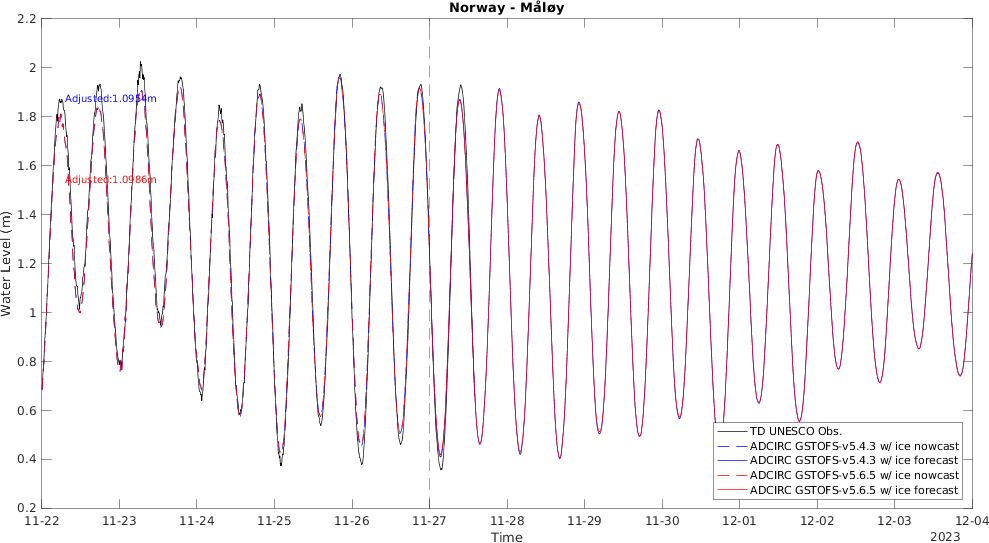 Norway - Måløy
2.2
2
1.8
1.6
1.4
1.2
1
0.8
0.6
0.4
0.2
Water Level (m)
Adjusted:1.0954m
Adjusted:1.0986m
TD UNESCO Obs.
ADCIRC GSTOFS-v5.4.3 w/ ice nowcast
ADCIRC GSTOFS-v5.4.3 w/ ice forecast
ADCIRC GSTOFS-v5.6.5 w/ ice nowcast
ADCIRC GSTOFS-v5.6.5 w/ ice forecast
11-22 11-23 11-24 11-25 11-26 11-27 11-28 11-29 11-30 12-01 12-02 12-03 12-04
Time
2023